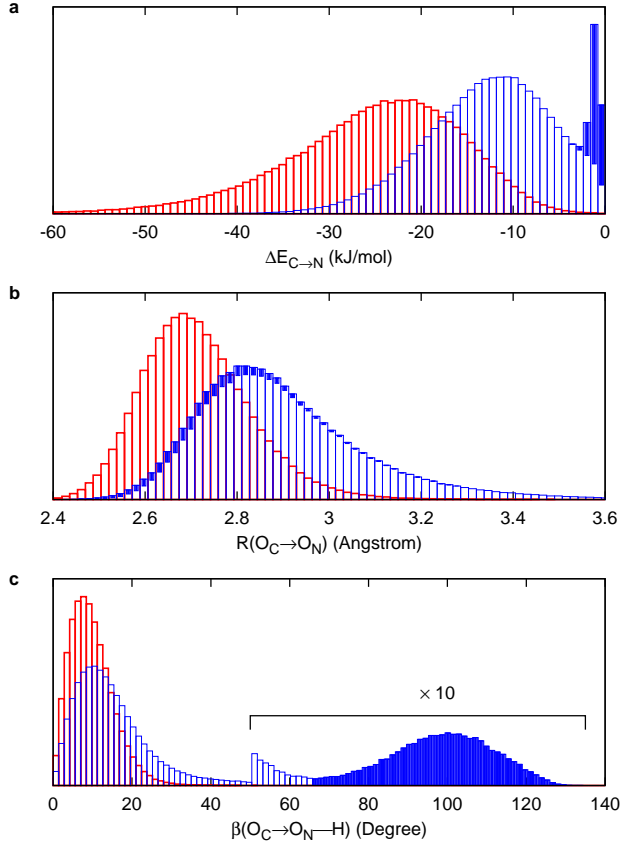 a
-60 -50 -40 -30 -20 -10 0
ΔE_C→N (kJ/mol)
b
2.4 2.6 2.8 3 3.2 3.4 3.6
R(O_C→O_N) (Angstrom)
c
× 10
0 20 40 60 80 100 120 140
β(O_C→O_N—H) (Degree)